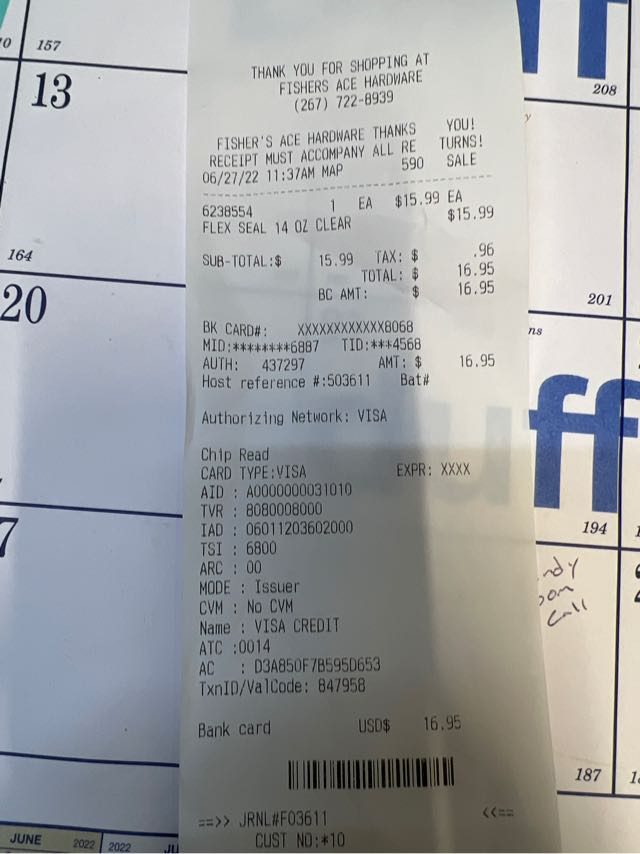 THANK YOU FOR SHOPPING AT
FISHERS ACE HARDWARE
(267) 722-8939
FISHER'S ACE HARDWARE THANKS YOU!
RECEIPT MUST ACCOMPANY ALL RE TURNS!
06/27/22 11:37AM MAP 590 SALE
6238554 1 EA $15.99 EA
FLEX SEAL 14 OZ CLEAR $15.99
SUB-TOTAL:$ 15.99 TAX: $ .96
TOTAL: $ 16.95
BC AMT: $ 16.95
BK CARD#: XXXXXXXXXXXX8068
MID:********6887 TID:***4568
AUTH: 437297 AMT: $ 16.95
Host reference #:503611 Bat#
Authorizing Network: VISA
Chip Read
CARD TYPE:VISA EXPR: XXXX
AID : A0000000031010
TVR : 8080008000
IAD : 06011203602000
TSI : 6800
ARC : 00
MODE : Issuer
CVM : No CVM
Name : VISA CREDIT
ATC :0014
AC : D3A850F7B595D653
TxnID/ValCode: 847958
Bank card USD$ 16.95
==>> JRNL#F03611 <<==
CUST NO:*10
157
13
164
20
JUNE 2022
2022 JU
208
201
ns
uff
194
Call
187